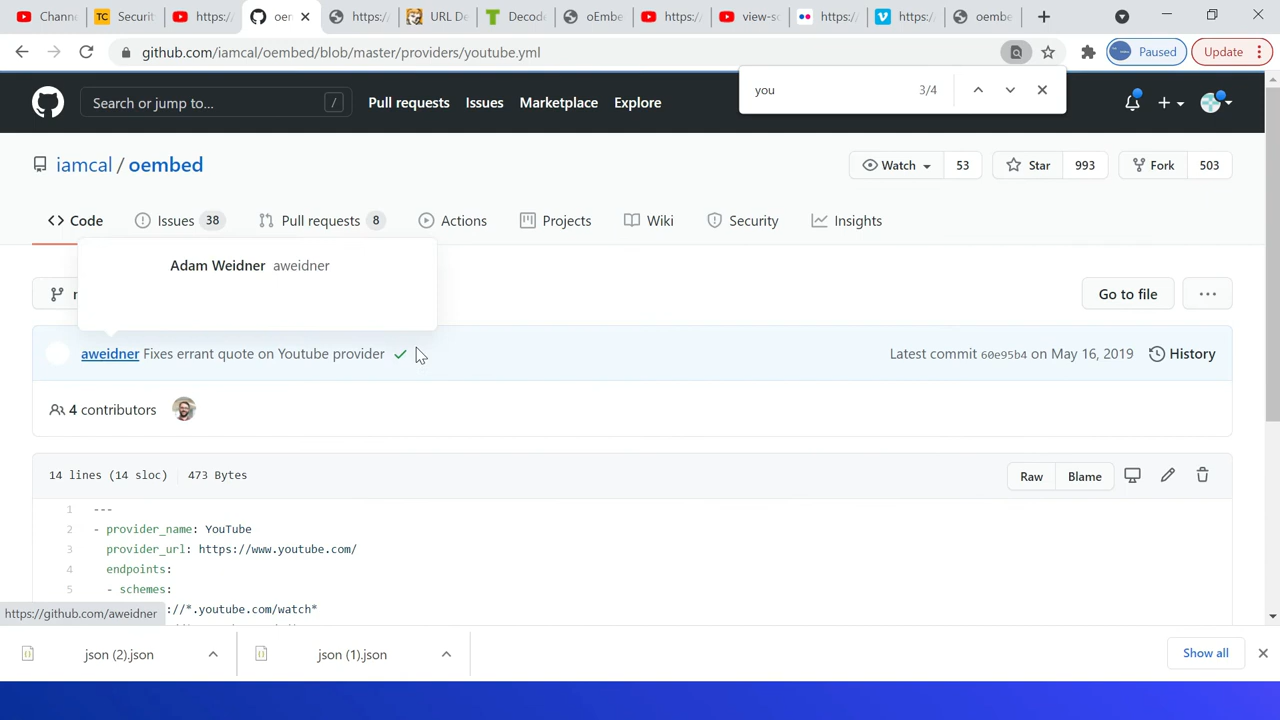 Chann
Securit
https:/
oer
https:/
URL De
Decod
oEmbe
https:/
view-so
https:/
https:/
oembe
github.com/iamcal/oembed/blob/master/providers/youtube.yml
Paused
Update
you 3/4
Search or jump to... /
Pull requests Issues Marketplace Explore
iamcal / oembed
Watch 53 Star 993 Fork 503
Code Issues 38 Pull requests 8 Actions Projects Wiki Security Insights
Adam Weidner aweidner
Go to file ...
aweidner Fixes errant quote on Youtube provider
Latest commit 60e95b4 on May 16, 2019 History
4 contributors
14 lines (14 sloc) 473 Bytes
Raw Blame
1 ---
2 - provider_name: YouTube
3 provider_url: https://www.youtube.com/
4 endpoints:
5 - schemes:
://*.youtube.com/watch*
https://github.com/aweidner
json (2).json
json (1).json
Show all